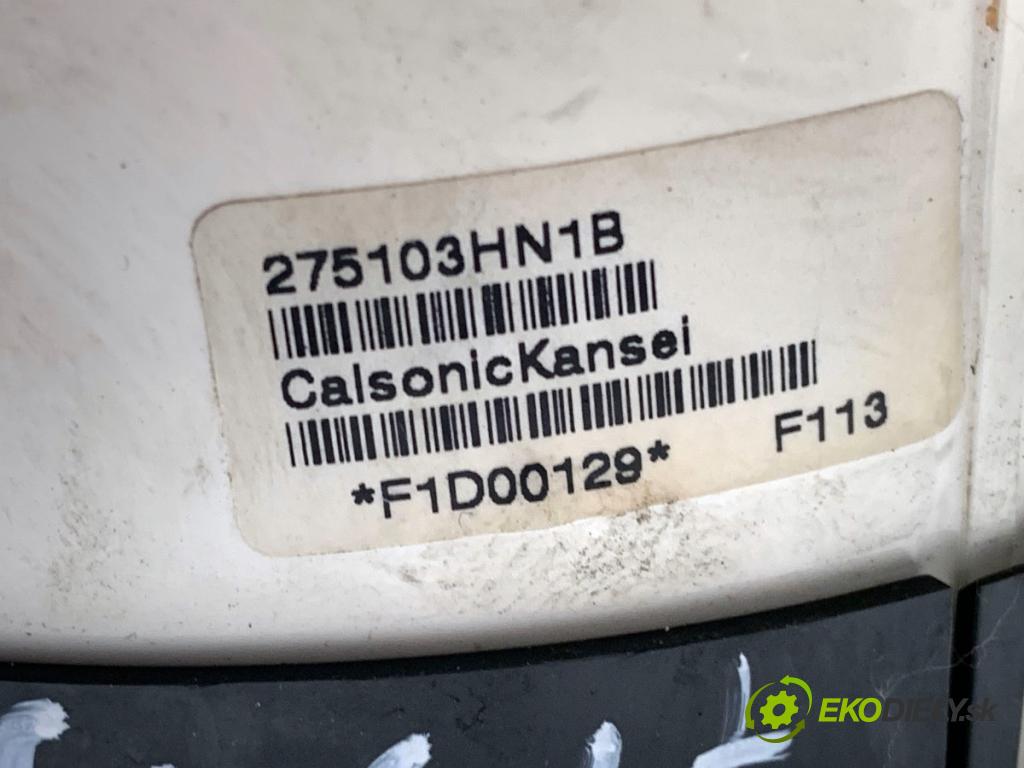 275103HN1B
CalsonicKansei
*F1D00129* F113
EKODIELY.sk